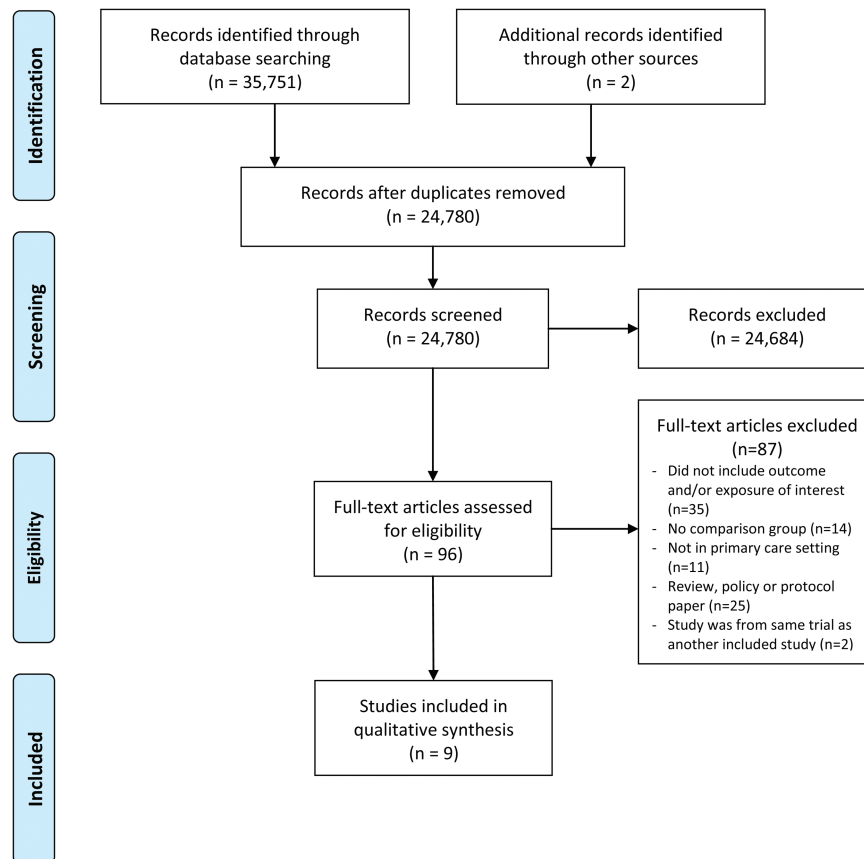 Identification
Records identified through
database searching
(n = 35,751)
Additional records identified
through other sources
(n = 2)
Records after duplicates removed
(n = 24,780)
Screening
Records screened
(n = 24,780)
Records excluded
(n = 24,684)
Eligibility
Full-text articles assessed
for eligibility
(n = 96)
Full-text articles excluded
(n=87)
- Did not include outcome
and/or exposure of interest
(n=35)
- No comparison group (n=14)
- Not in primary care setting
(n=11)
- Review, policy or protocol
paper (n=25)
- Study was from same trial as
another included study (n=2)
Included
Studies included in
qualitative synthesis
(n = 9)